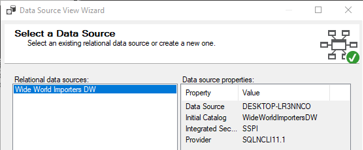 Data Source View Wizard
Select a Data Source
Select an existing relational data source or create a new one.
Relational data sources:
Wide World Importers DW
Data source properties:
Property Value
Data Source DESKTOP-LR3NNCO
Initial Catalog WideWorldImportersDW
Integrated Sec... SSPI
Provider SQLNCLI11.1